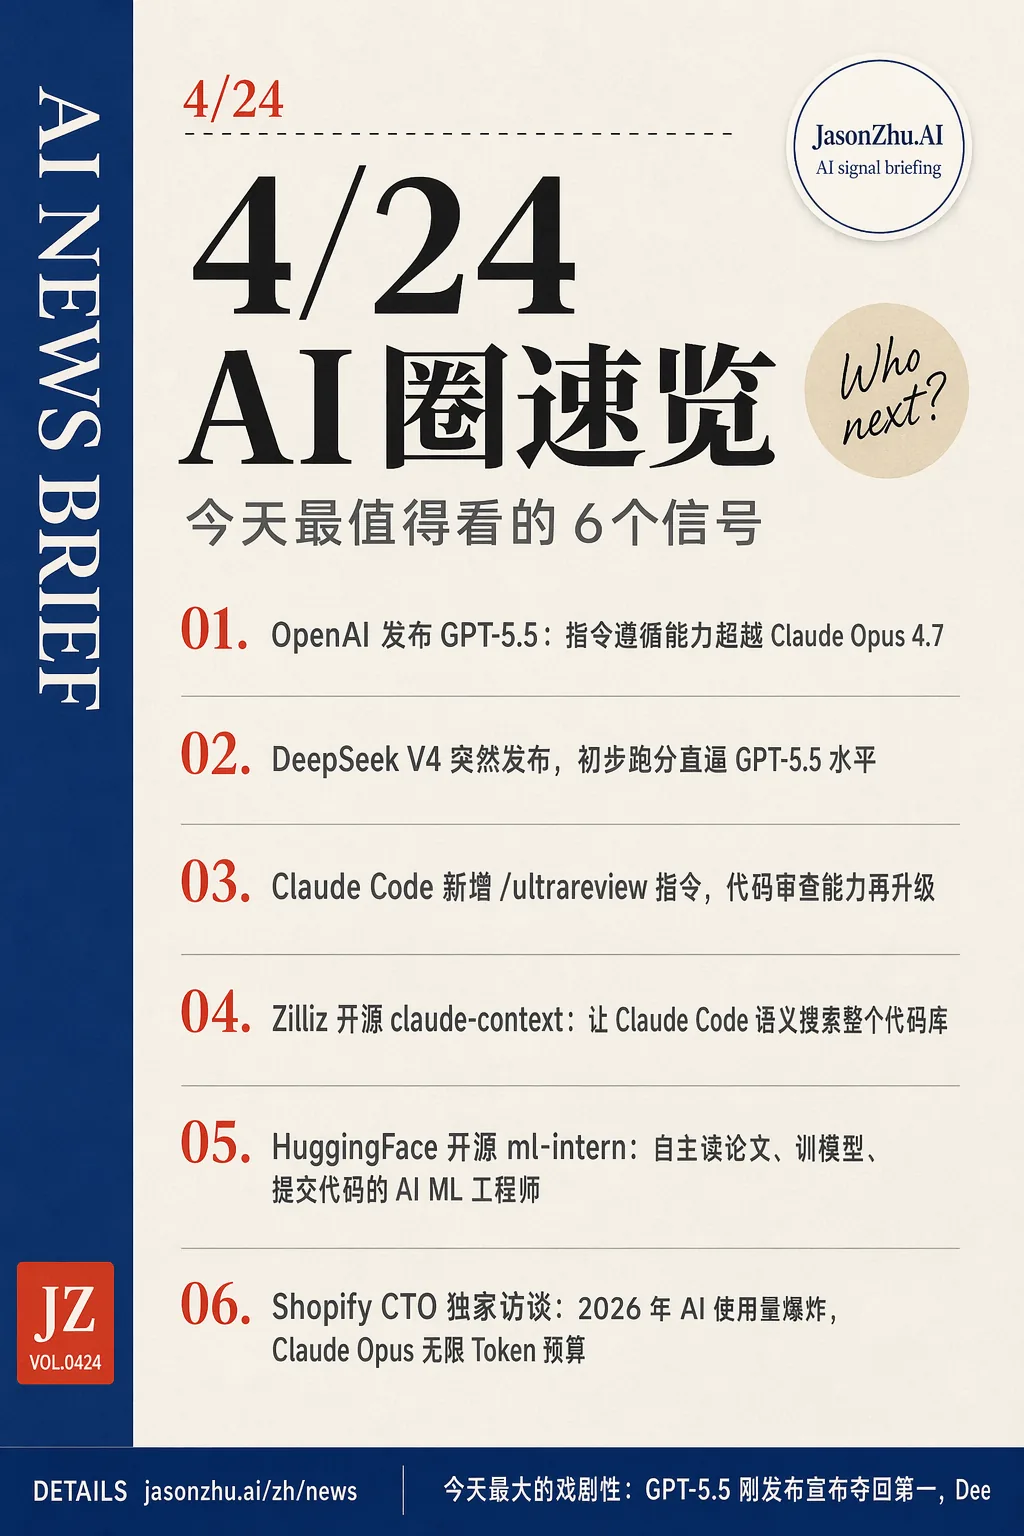 AI NEWS BRIEF
4/24
JasonZhu.AI
AI signal briefing
4/24
AI 圈速览
Who
next?
今天最值得看的 6个信号
01. OpenAI 发布 GPT-5.5：指令遵循能力超越 Claude Opus 4.7
02. DeepSeek V4 突然发布，初步跑分直逼 GPT-5.5 水平
03. Claude Code 新增 /ultrareview 指令，代码审查能力再升级
04. Zilliz 开源 claude-context：让 Claude Code 语义搜索整个代码库
05. HuggingFace 开源 ml-intern：自主读论文、训模型、
提交代码的 AI ML 工程师
06. Shopify CTO 独家访谈：2026 年 AI 使用量爆炸，
Claude Opus 无限 Token 预算
JZ
VOL.0424
DETAILS jasonzhu.ai/zh/news
今天最大的戏剧性：GPT-5.5 刚发布宣布夺回第一，Dee